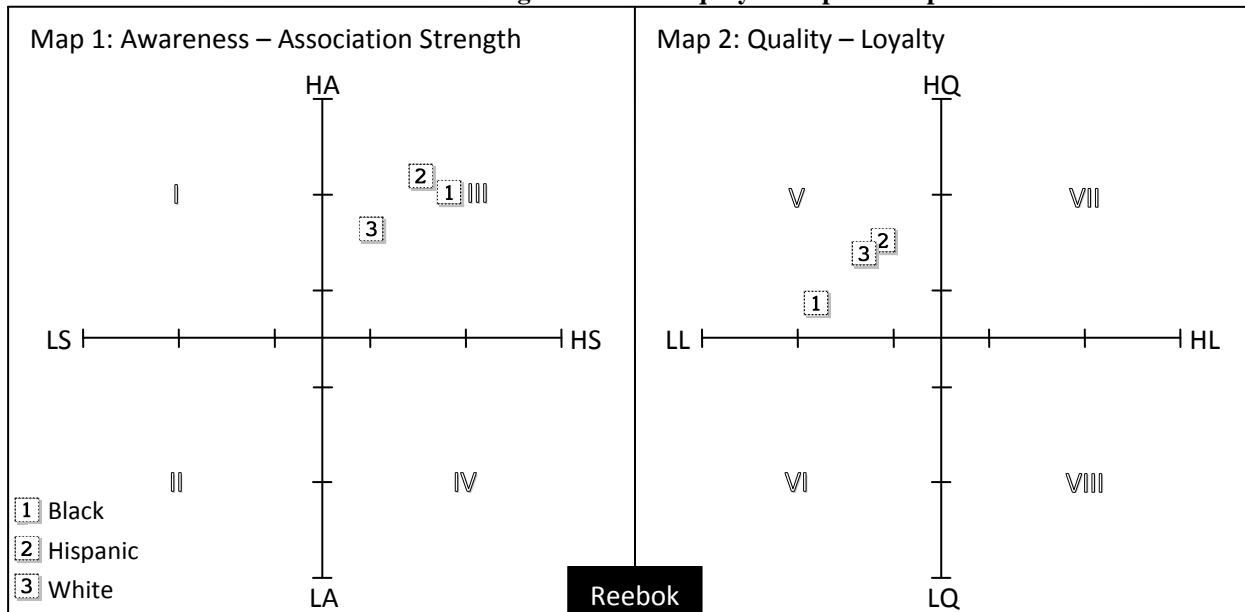 Map 1: Awareness – Association Strength
HA
I
2
1
III
3
LS
HS
II
IV
1 Black
2 Hispanic
3 White
LA
Map 2: Quality – Loyalty
HQ
V
VII
2
3
1
LL
HL
VI
VIII
LQ
Reebok